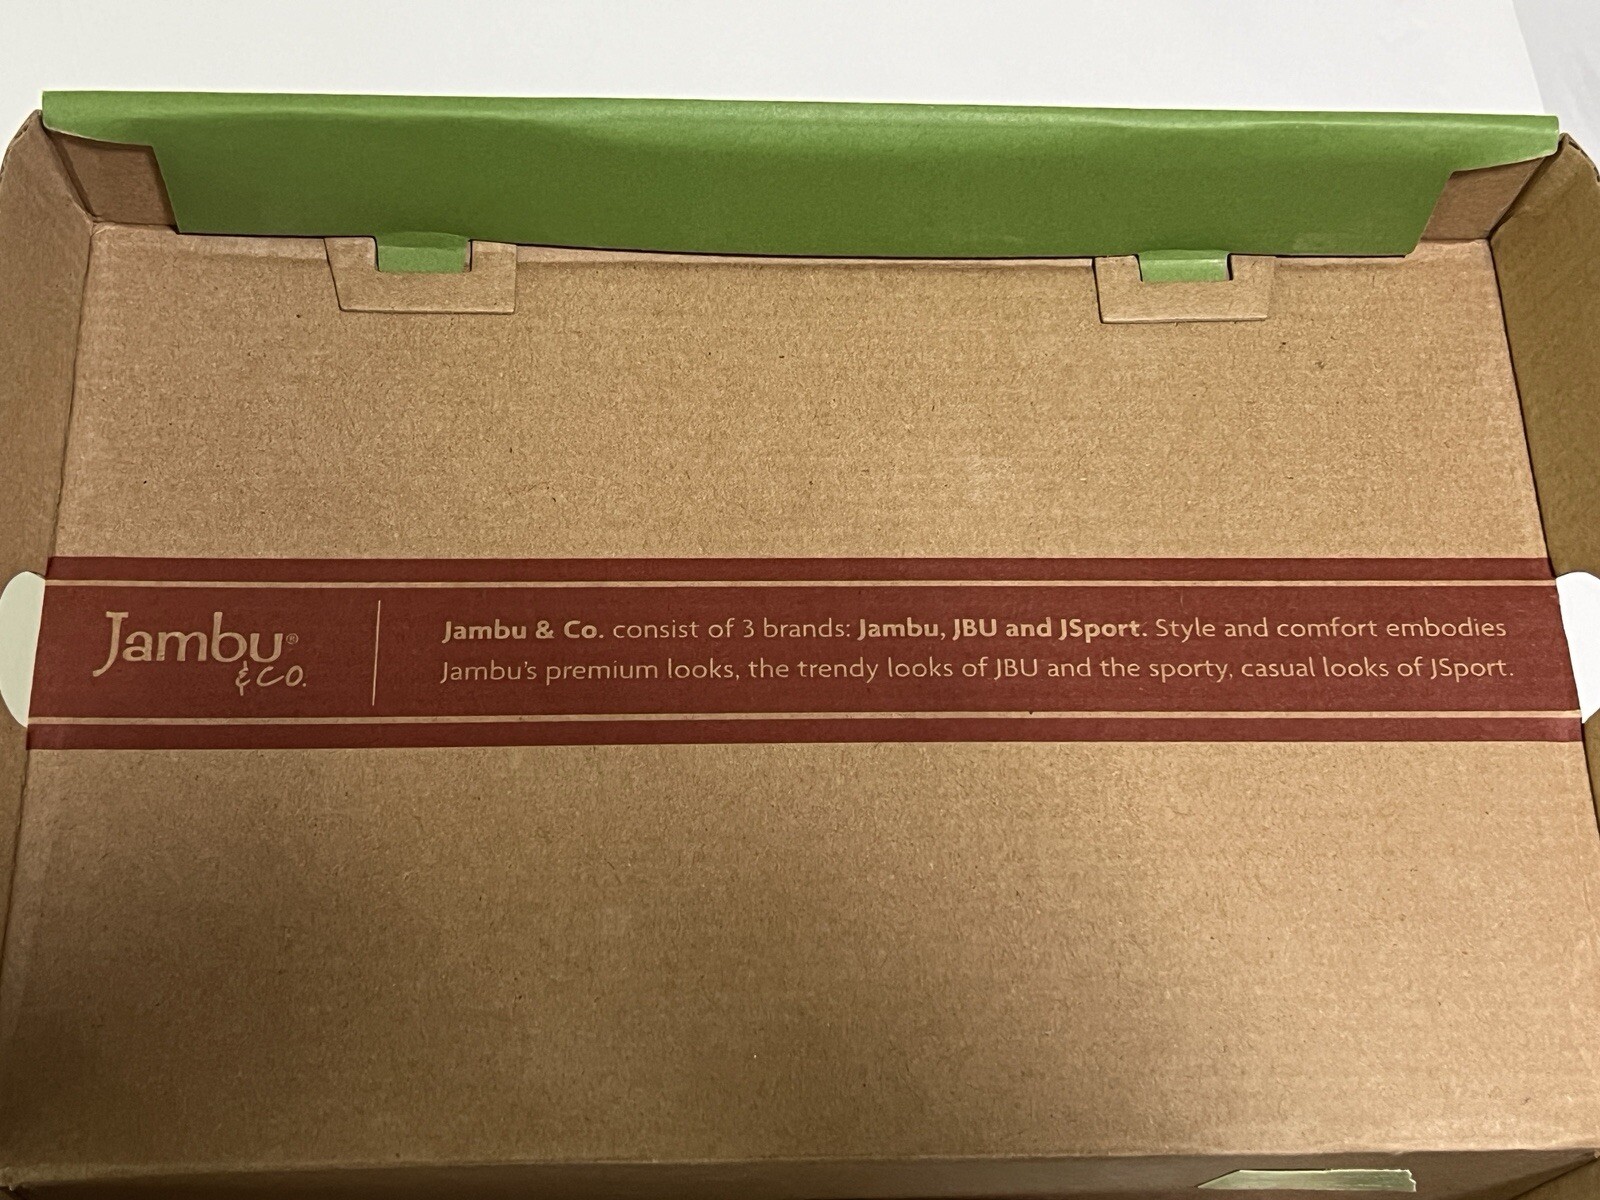 Jambu®
& CO.
Jambu & Co. consist of 3 brands: Jambu, JBU and JSport. Style and comfort embodies
Jambu's premium looks, the trendy looks of JBU and the sporty, casual looks of JSport.